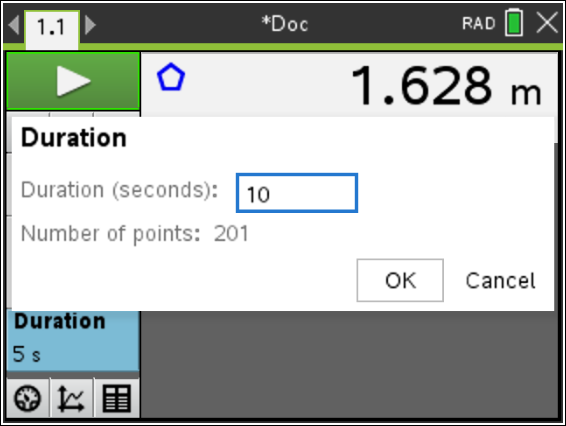 1.1
*Doc
RAD
1.628 m
Duration
Duration (seconds): 10
Number of points: 201
OK Cancel
Duration
5 s